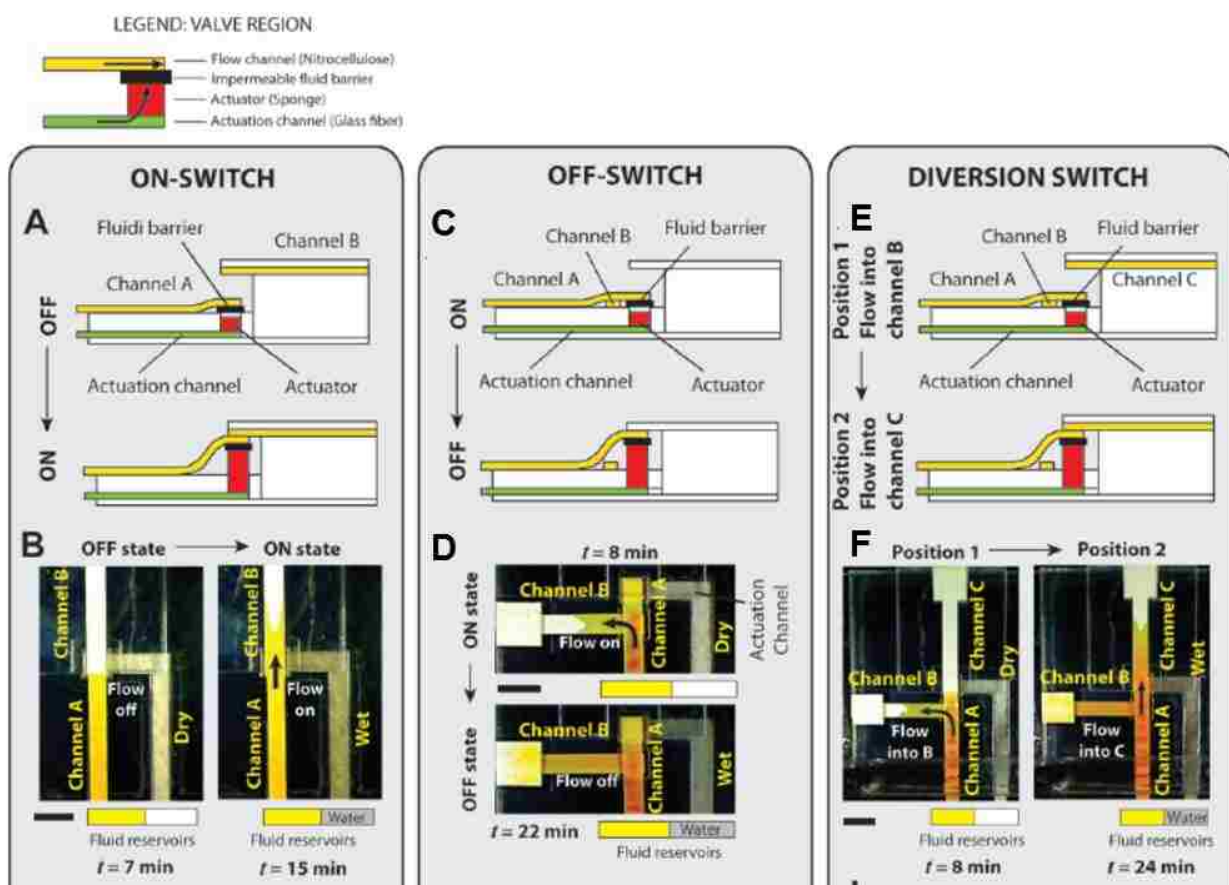 LEGEND: VALVE REGION
Flow channel (Nitrocellulose)
Impermeable fluid barrier
Actuator (Sponge)
Actuation channel (Glass fiber)
ON-SWITCH
A
Fluidi barrier
Channel B
Channel A
OFF
Actuation channel
Actuator
ON
B
OFF state
ON state
Channel B
Channel A
Flow
off
Dry
Channel B
Channel A
Flow
on
Wet
Water
Fluid reservoirs
Fluid reservoirs
t = 7 min
t = 15 min
OFF-SWITCH
C
Channel B
Fluid barrier
Channel A
ON
Actuation channel
Actuator
OFF
D
t = 8 min
ON state
Channel B
Channel A
Flow on
Dry
Actuation
Channel
OFF state
Channel B
Channel A
Flow off
Wet
t = 22 min
Water
Fluid reservoirs
DIVERSION SWITCH
E
Position 1
Flow into
channel B
Channel B
Fluid barrier
Channel A
Channel C
Actuation channel
Actuator
Position 2
Flow into
channel C
F
Position 1
Position 2
Channel C
Channel B
Dry
Flow
into B
Channel A
Channel C
Channel B
Wet
Flow
into C
Channel A
Water
Fluid reservoirs
Fluid reservoirs
t = 8 min
t = 24 min